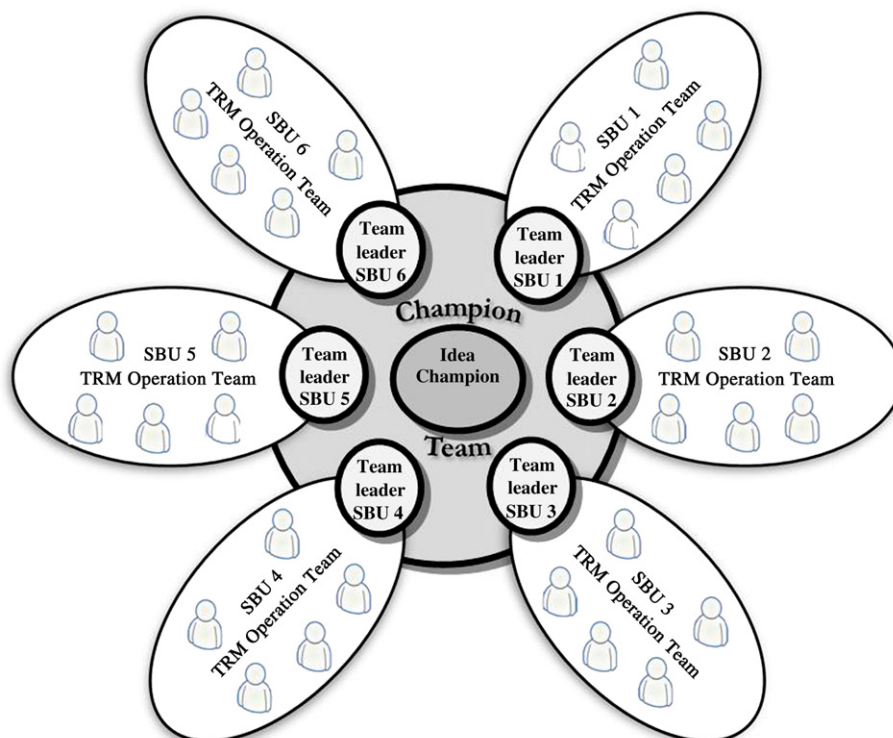 SBU 6
TRM Operation Team
SBU 1
TRM Operation Team
Team
leader
SBU 6
Team
leader
SBU 1
Champion
SBU 5
TRM Operation Team
Team
leader
SBU 5
Idea
Champion
Team
leader
SBU 2
SBU 2
TRM Operation Team
Team
Team
leader
SBU 4
Team
leader
SBU 3
SBU 4
TRM Operation Team
SBU 3
TRM Operation Team